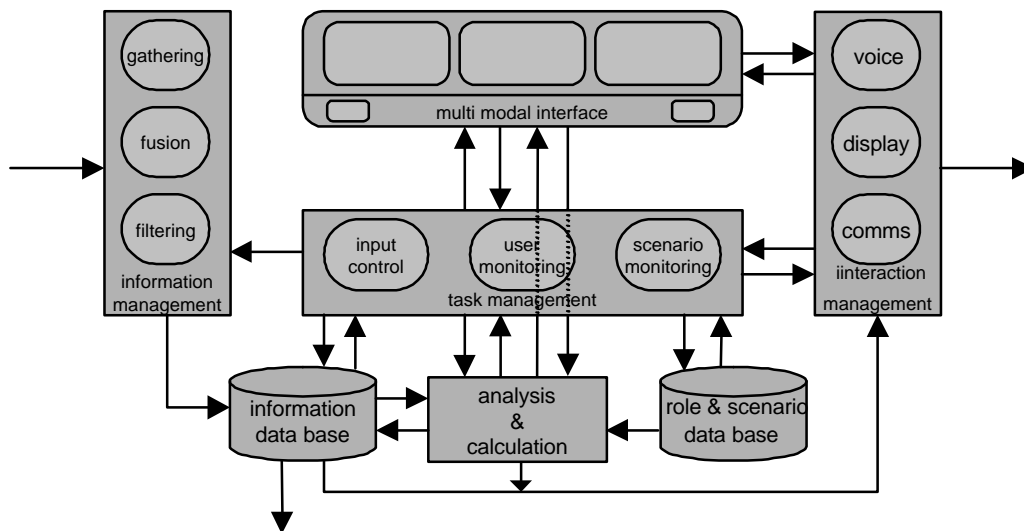 gathering
fusion
filtering
information
management
multi modal interface
input
control
user
monitoring
scenario
monitoring
task management
voice
display
comms
iinteraction
management
information
data base
analysis
&
calculation
role & scenario
data base